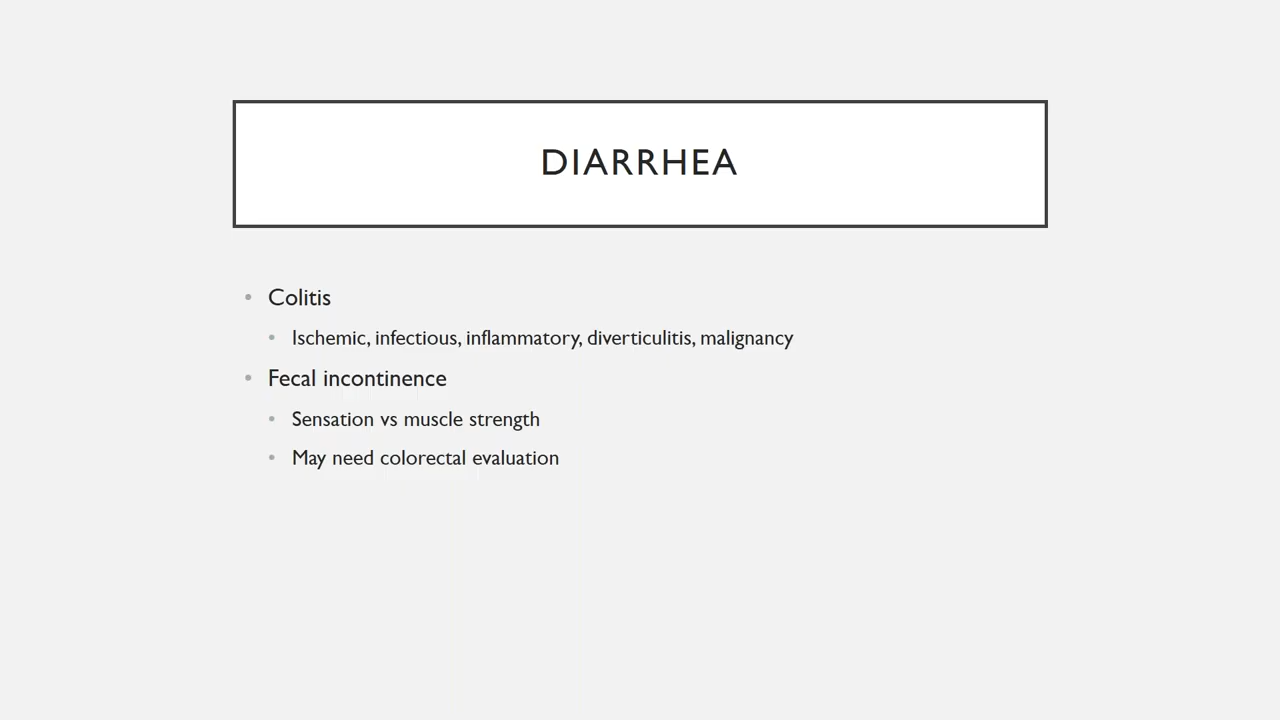 DIARRHEA
• Colitis
• Ischemic, infectious, inflammatory, diverticulitis, malignancy
• Fecal incontinence
• Sensation vs muscle strength
• May need colorectal evaluation